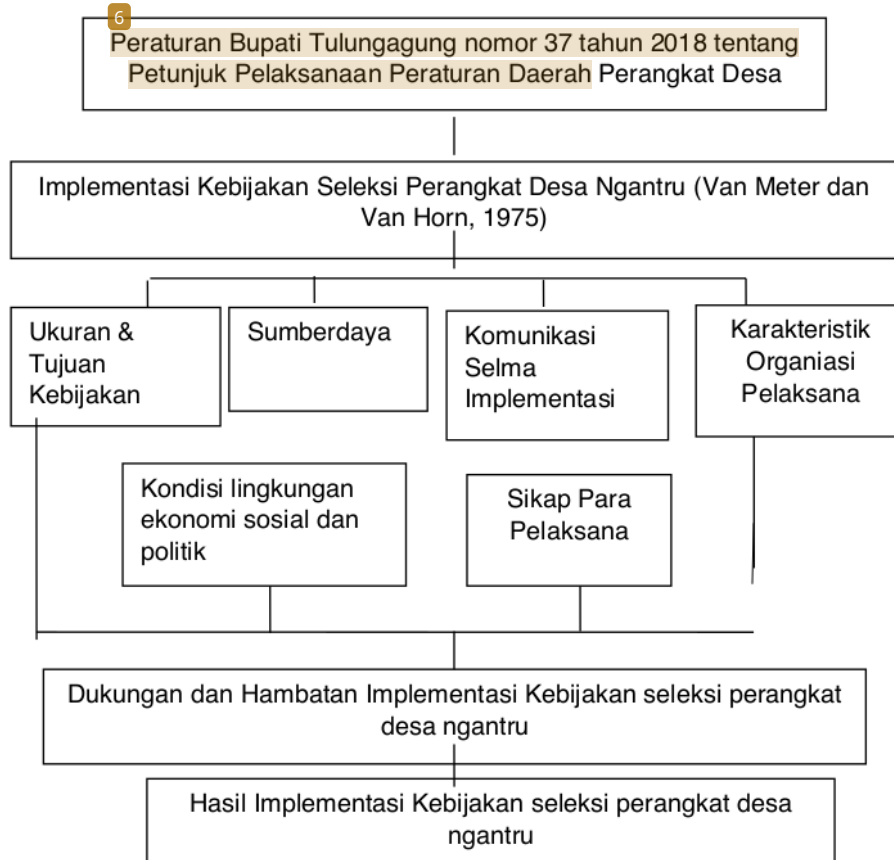 6
Peraturan Bupati Tulungagung nomor 37 tahun 2018 tentang
Petunjuk Pelaksanaan Peraturan Daerah Perangkat Desa
Implementasi Kebijakan Seleksi Perangkat Desa Ngantru (Van Meter dan
Van Horn, 1975)
Ukuran &
Tujuan
Kebijakan
Sumberdaya
Komunikasi
Selma
Implementasi
Karakteristik
Organiasi
Pelaksana
Kondisi lingkungan
ekonomi sosial dan
politik
Sikap Para
Pelaksana
Dukungan dan Hambatan Implementasi Kebijakan seleksi perangkat
desa ngantru
Hasil Implementasi Kebijakan seleksi perangkat desa
ngantru